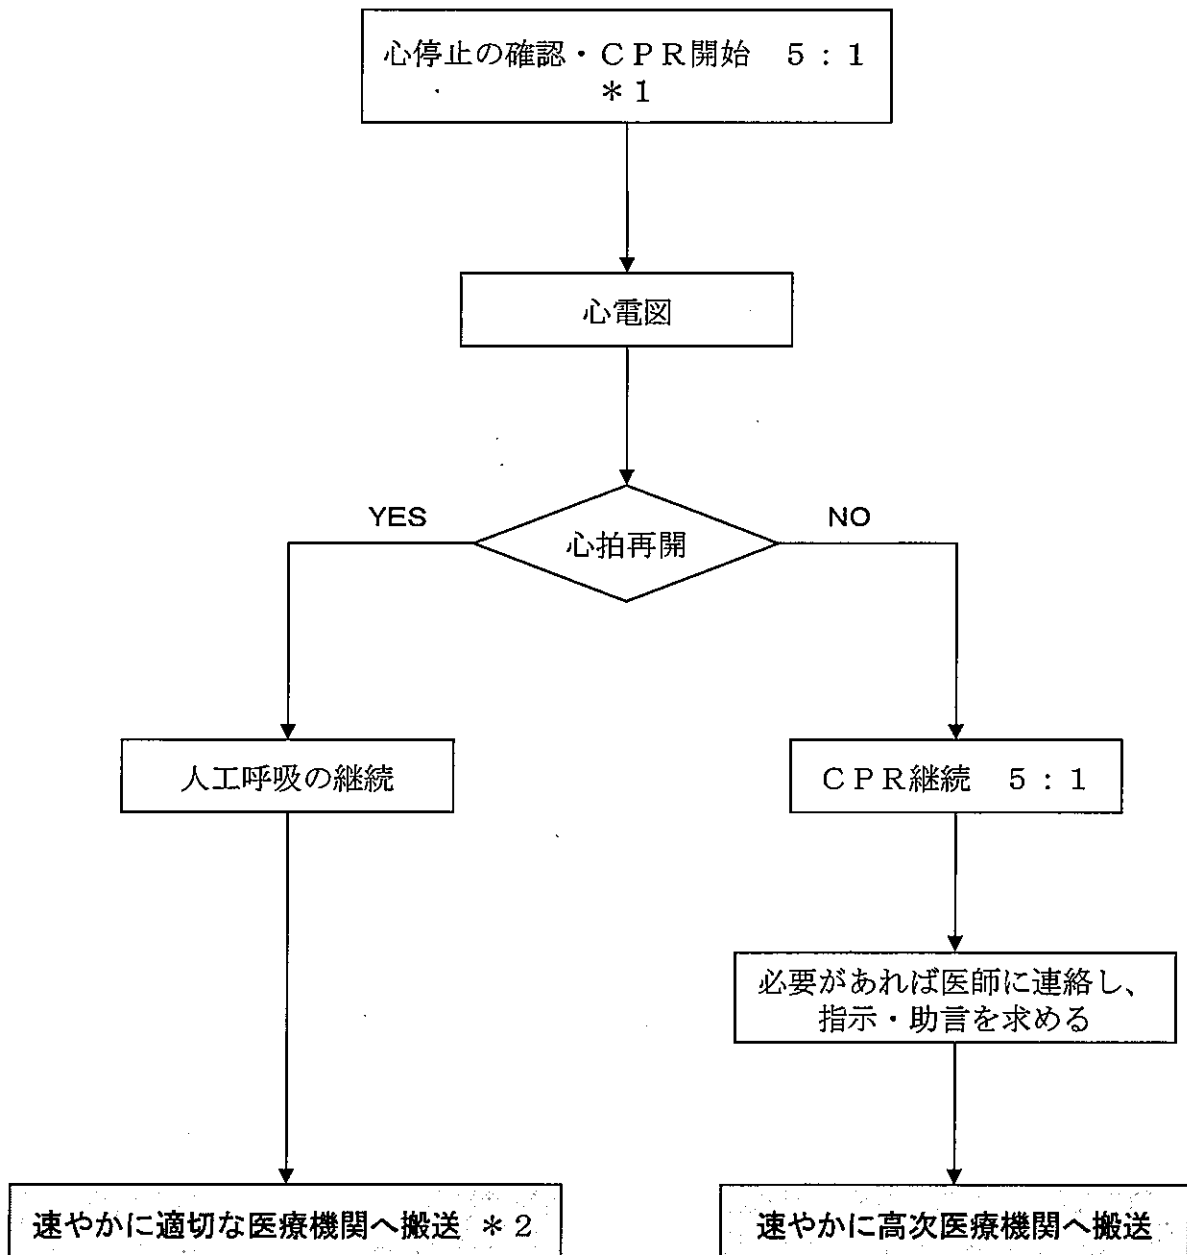 心停止の確認・CPR開始 5:1
*1
心電図
YES
NO
心拍再開
人工呼吸の継続
CPR継続 5:1
必要があれば医師に連絡し、
指示・助言を求める
速やかに適切な医療機関へ搬送 *2
速やかに高次医療機関へ搬送